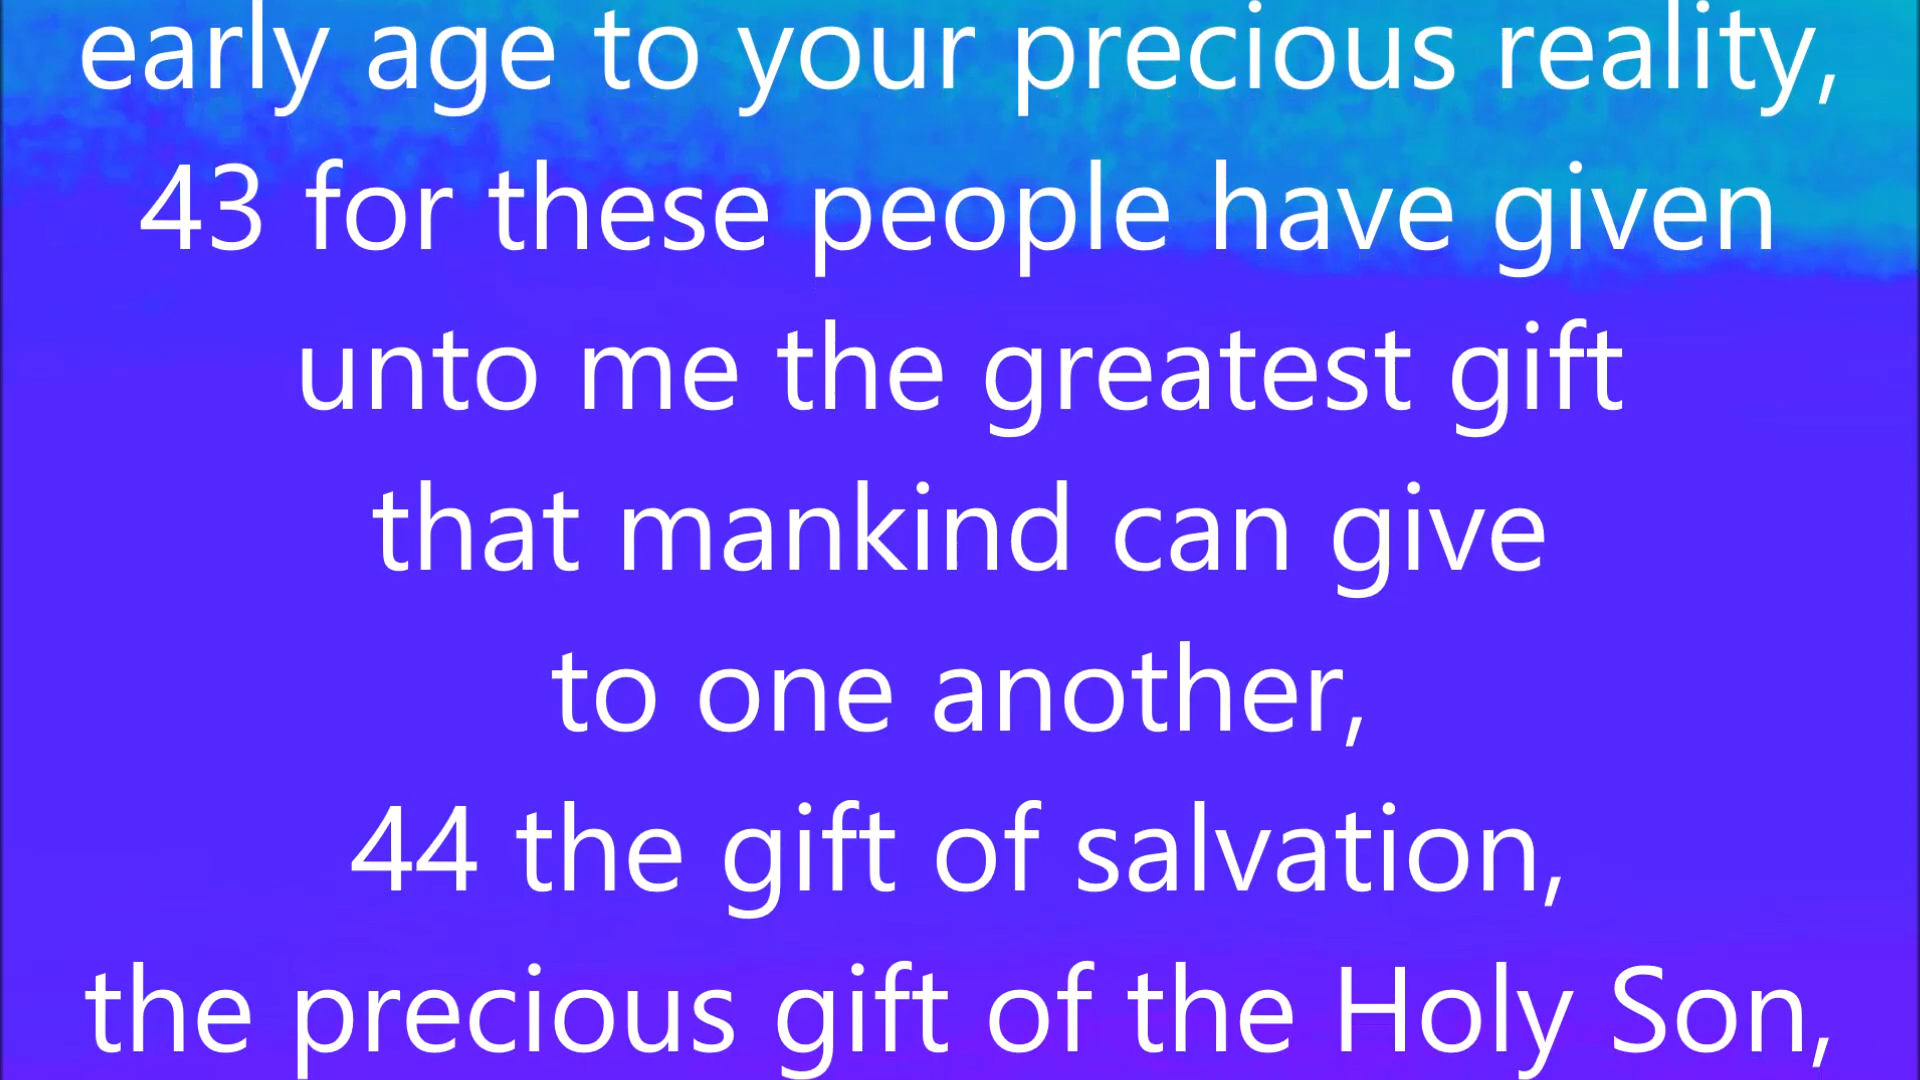 early age to your precious reality,
43 for these people have given
unto me the greatest gift
that mankind can give
to one another,
44 the gift of salvation,
the precious gift of the Holy Son,